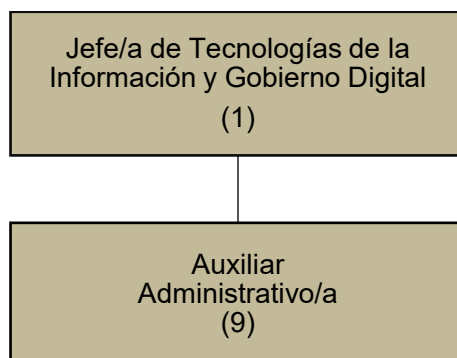 Jefe/a de Tecnologías de la
Información y Gobierno Digital
(1)
Auxiliar
Administrativo/a
(9)